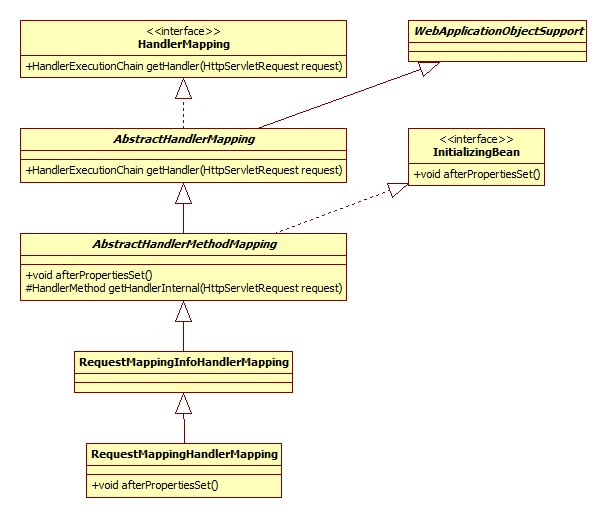 <<interface>>
HandlerMapping
+HandlerExecutionChain getHandler(HttpServletRequest request)
WebApplicationObjectSupport
AbstractHandlerMapping
+HandlerExecutionChain getHandler(HttpServletRequest request)
<<interface>>
InitializingBean
+void afterPropertiesSet()
AbstractHandlerMethodMapping
+void afterPropertiesSet()
#HandlerMethod getHandlerInternal(HttpServletRequest request)
RequestMappingInfoHandlerMapping
RequestMappingHandlerMapping
+void afterPropertiesSet()